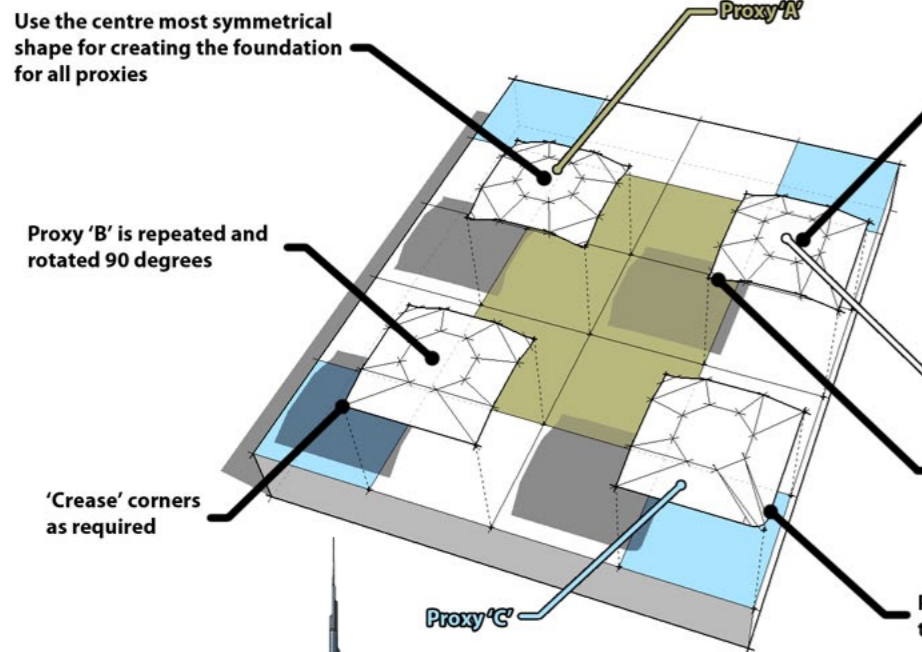 Proxy 'A'
Use the centre most symmetrical
shape for creating the foundation
for all proxies
Proxy 'B' is repeated and
rotated 90 degrees
'Crease' corners
as required
Proxy 'C'